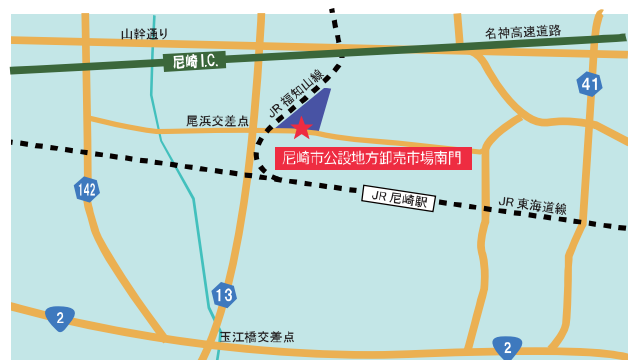 山幹通り
名神高速道路
尼崎I.C.
JR福知山線
41
尾浜交差点
尼崎市公設地方卸売市場南門
142
JR尼崎駅
JR東海道線
13
2
玉江橋交差点
2